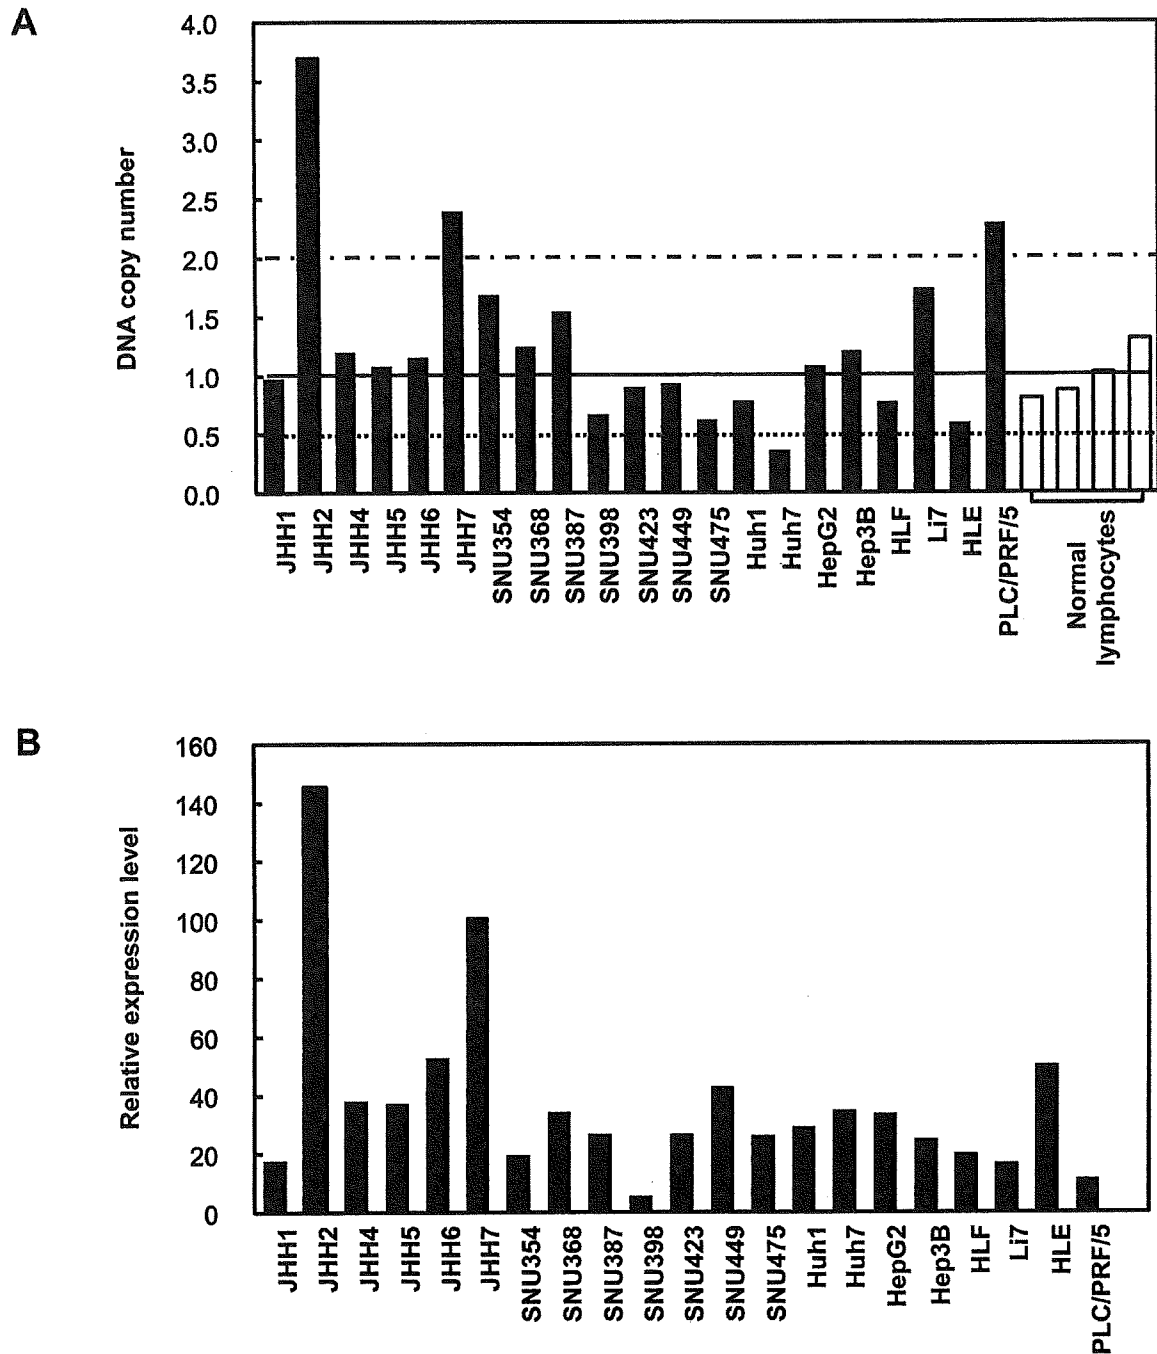 A
DNA copy number
4.0
3.5
3.0
2.5
2.0
1.5
1.0
0.5
0.0
JHH1
JHH2
JHH4
JHH5
JHH6
JHH7
SNU354
SNU368
SNU387
SNU398
SNU423
SNU449
SNU475
Huh1
Huh7
HepG2
Hep3B
HLF
Li7
HLE
PLC/PRF/5
Normal
lymphocytes
B
Relative expression level
160
140
120
100
80
60
40
20
0
JHH1
JHH2
JHH4
JHH5
JHH6
JHH7
SNU354
SNU368
SNU387
SNU398
SNU423
SNU449
SNU475
Huh1
Huh7
HepG2
Hep3B
HLF
Li7
HLE
PLC/PRF/5